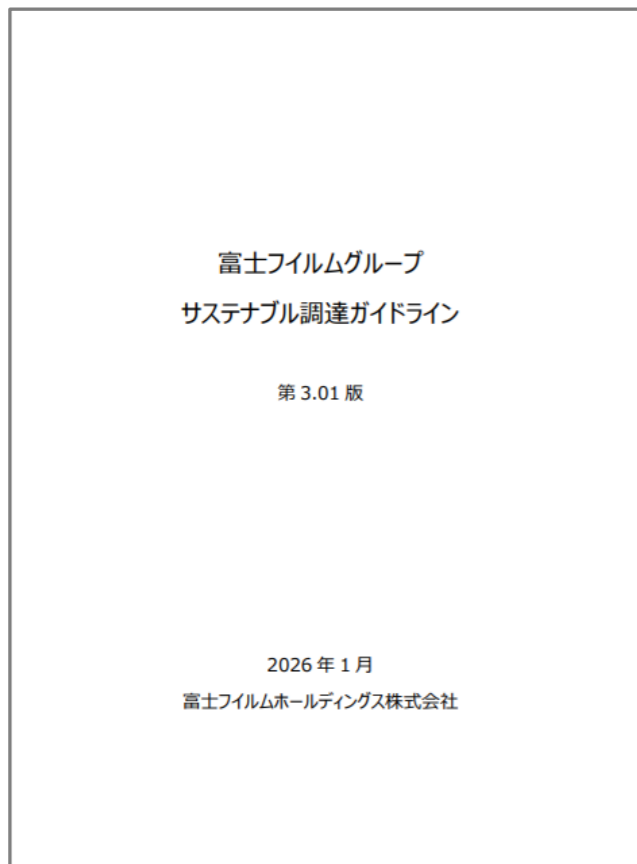 富士フイルムグループ
サステナブル調達ガイドライン
第 3.01 版
2026 年 1 月
富士フイルムホールディングス株式会社